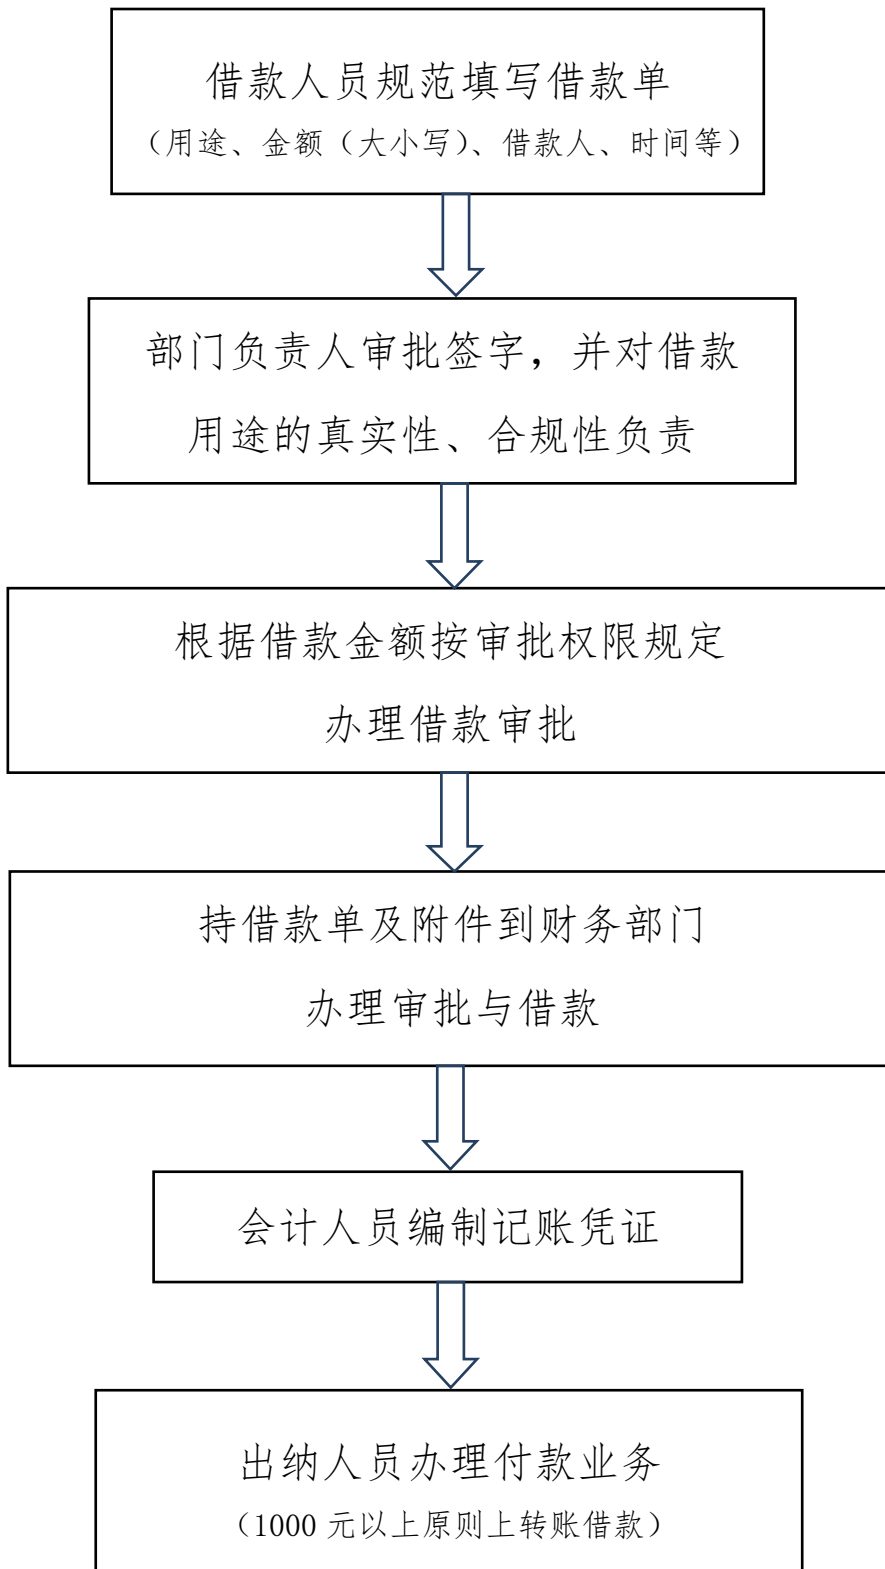 借款人员规范填写借款单
（用途、金额（大小写）、借款人、时间等）
部门负责人审批签字，并对借款
用途的真实性、合规性负责
根据借款金额按审批权限规定
办理借款审批
持借款单及附件到财务部门
办理审批与借款
会计人员编制记账凭证
出纳人员办理付款业务
（1000 元以上原则上转账借款）